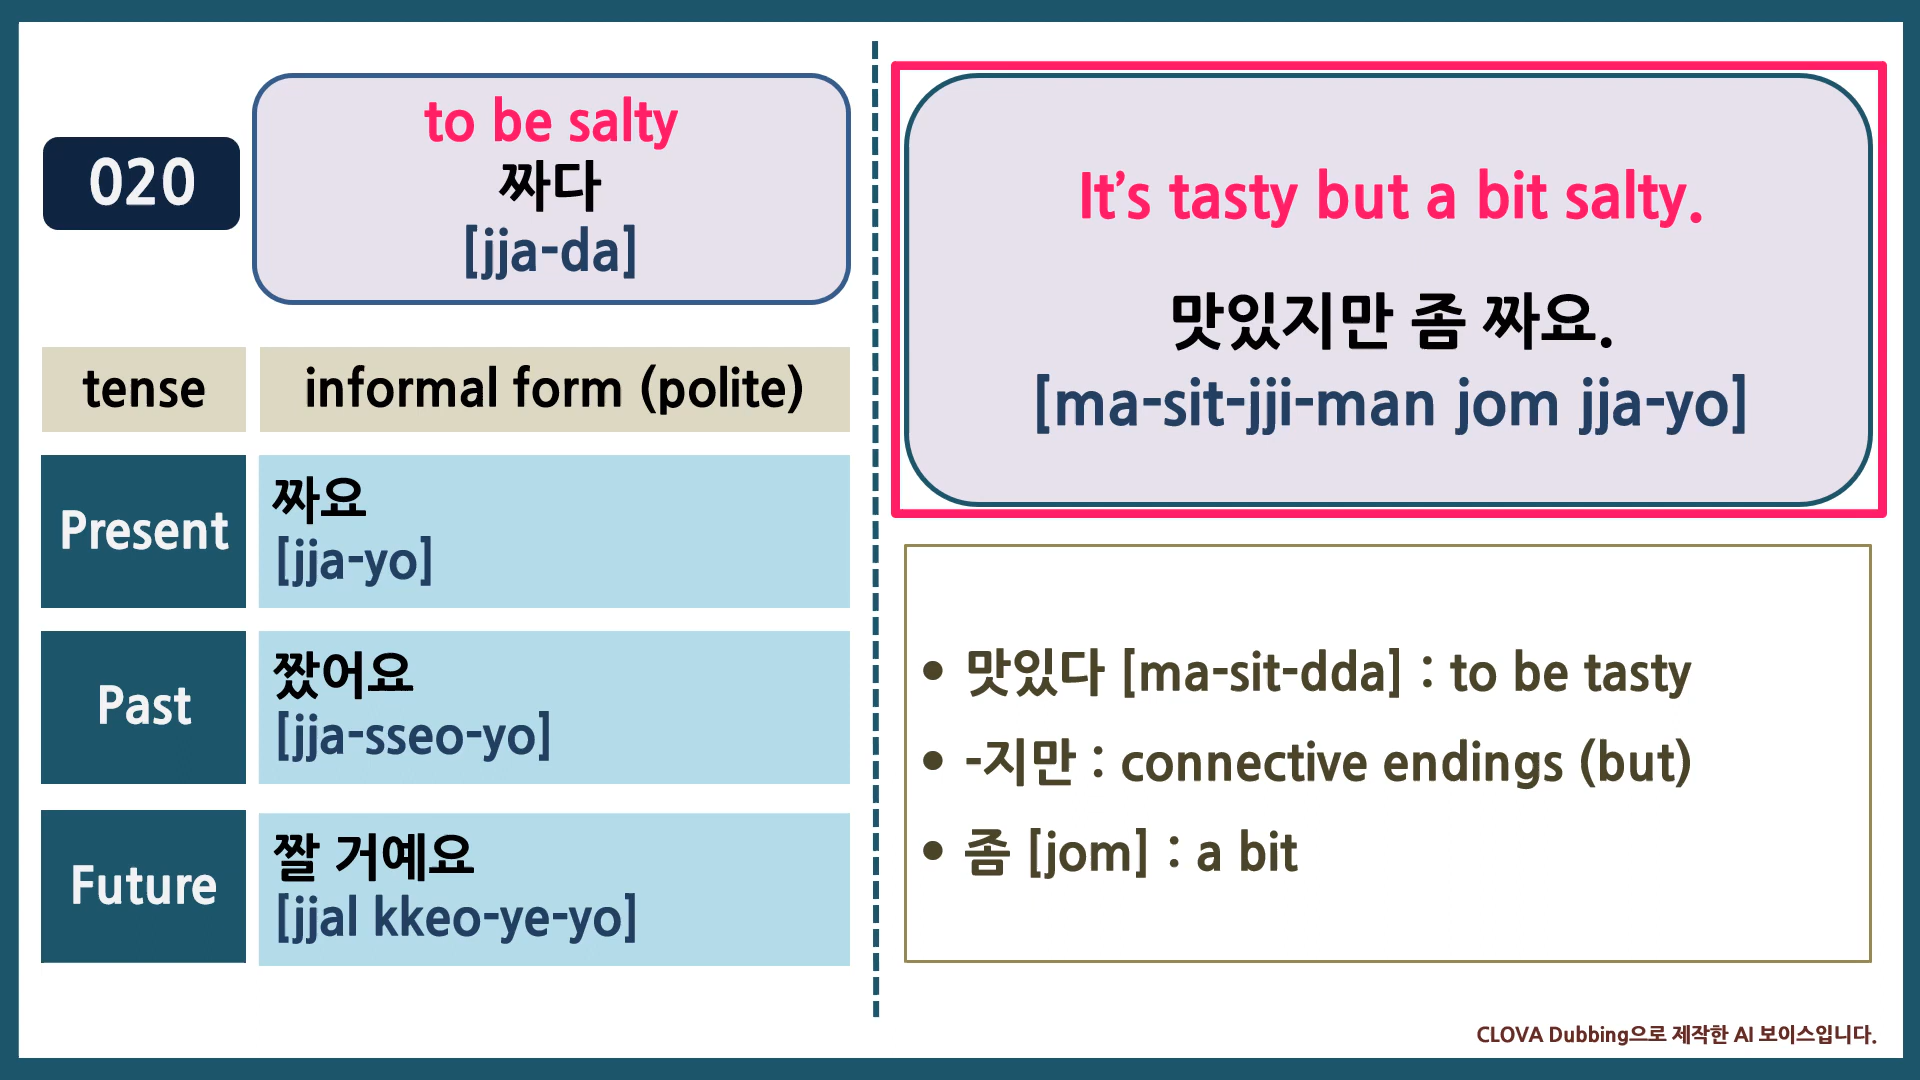 020
to be salty
짜다
[jja-da]
tense
informal form (polite)
Present
짜요
[jja-yo]
Past
짰어요
[jja-sseo-yo]
Future
짤 거예요
[jjal kkeo-ye-yo]
It's tasty but a bit salty.
맛있지만 좀 짜요.
[ma-sit-jji-man jom jja-yo]
• 맛있다 [ma-sit-dda] : to be tasty
• -지만 : connective endings (but)
• 좀 [jom] : a bit
CLOVA Dubbing으로 제작한 AI 보이스입니다.